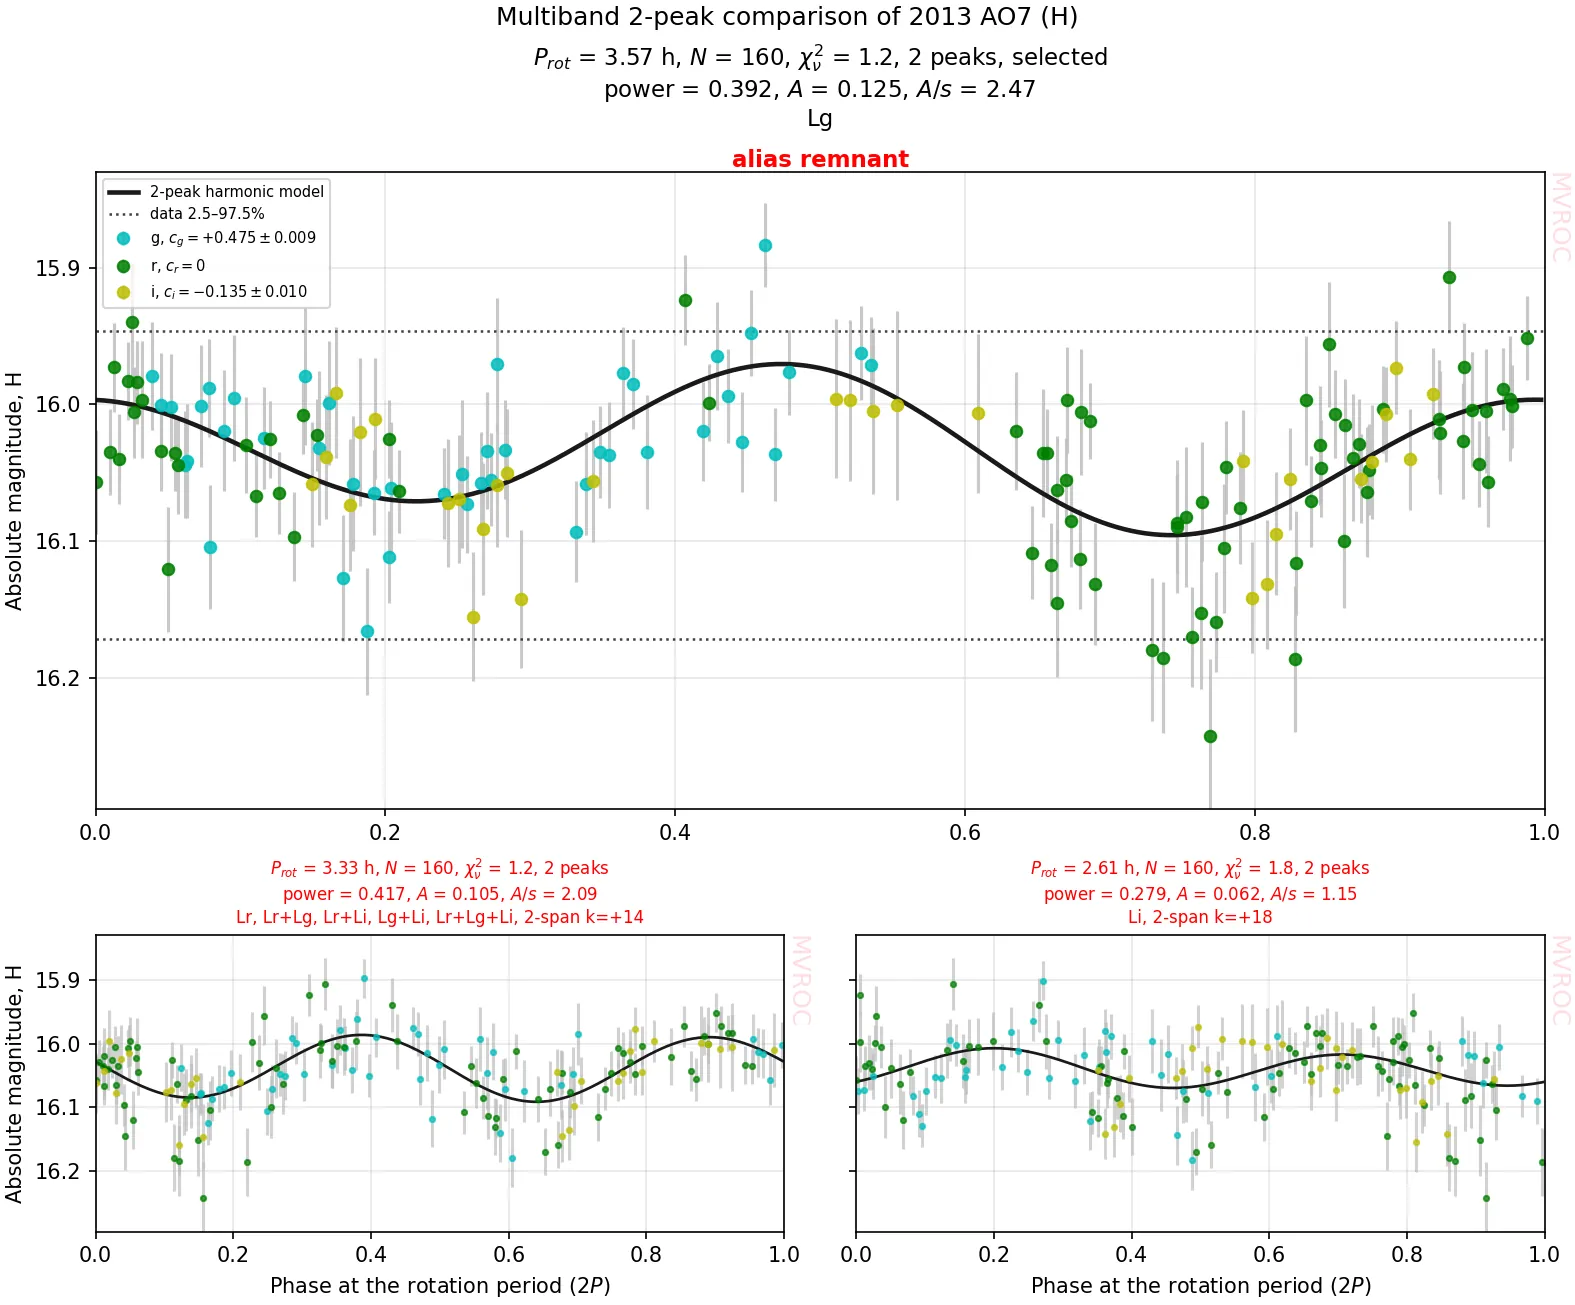 Multiband 2-peak comparison of 2013 AO7 (H)
P_rot = 3.57 h, N = 160, χ²_ν = 1.2, 2 peaks, selected
power = 0.392, A = 0.125, A/s = 2.47
Lg
alias remnant
2-peak harmonic model
data 2.5–97.5%
g, c_g = +0.475 ± 0.009
r, c_r = 0
i, c_i = −0.135 ± 0.010
MVROC
Absolute magnitude, H
15.9
16.0
16.1
16.2
0.0 0.2 0.4 0.6 0.8 1.0
P_rot = 3.33 h, N = 160, χ²_ν = 1.2, 2 peaks
power = 0.417, A = 0.105, A/s = 2.09
Lr, Lr+Lg, Lr+Li, Lg+Li, Lr+Lg+Li, 2-span k=+14
MVROC
Absolute magnitude, H
15.9
16.0
16.1
16.2
0.0 0.2 0.4 0.6 0.8 1.0
Phase at the rotation period (2P)
P_rot = 2.61 h, N = 160, χ²_ν = 1.8, 2 peaks
power = 0.279, A = 0.062, A/s = 1.15
Li, 2-span k=+18
MVROC
0.0 0.2 0.4 0.6 0.8 1.0
Phase at the rotation period (2P)